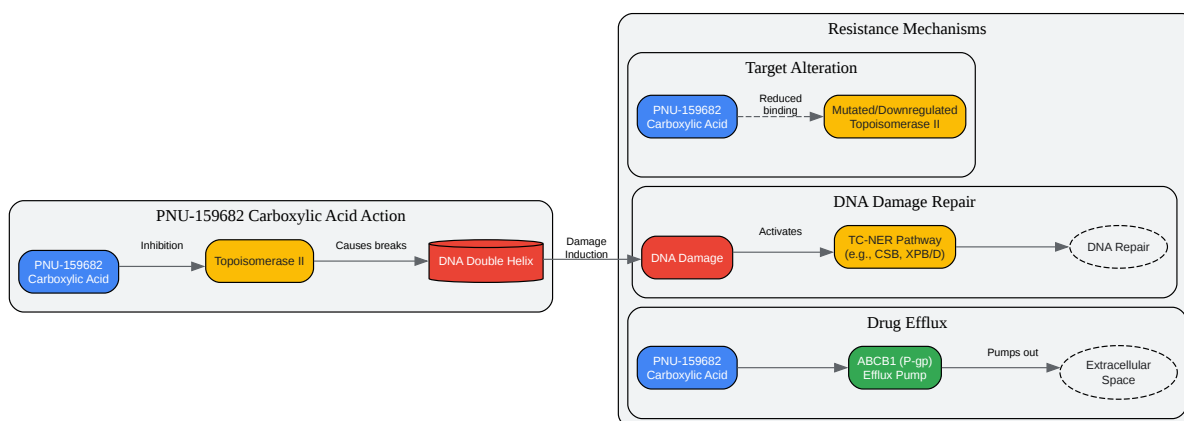 Resistance Mechanisms
Target Alteration
PNU-159682
Carboxylic Acid
Reduced
binding
Mutated/Downregulated
Topoisomerase II
PNU-159682 Carboxylic Acid Action
PNU-159682
Carboxylic Acid
Inhibition
Topoisomerase II
Causes breaks
DNA Double Helix
Damage
Induction
DNA Damage Repair
DNA Damage
Activates
TC-NER Pathway
(e.g., CSB, XPB/D)
DNA Repair
Drug Efflux
PNU-159682
Carboxylic Acid
ABCB1 (P-gp)
Efflux Pump
Pumps out
Extracellular
Space